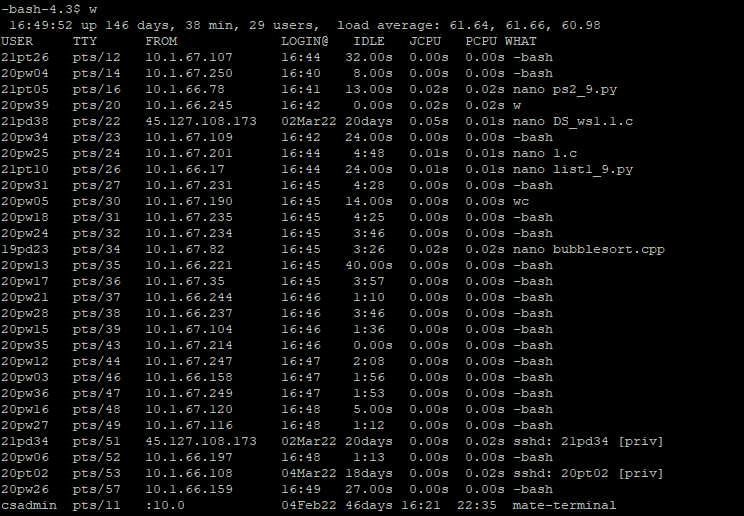 -bash-4.3$ w
16:49:52 up 146 days, 38 min, 29 users, load average: 61.64, 61.66, 60.98
USER TTY FROM LOGIN@ IDLE JCPU PCPU WHAT
21pt26 pts/12 10.1.67.107 16:44 32.00s 0.00s 0.00s -bash
20pw04 pts/14 10.1.67.250 16:40 8.00s 0.00s 0.00s -bash
21pt05 pts/16 10.1.66.78 16:41 13.00s 0.02s 0.02s nano ps2_9.py
20pw39 pts/20 10.1.66.245 16:42 0.00s 0.02s 0.00s w
21pd38 pts/22 45.127.108.173 02Mar22 20days 0.05s 0.01s nano DS_ws1.1.c
20pw34 pts/23 10.1.67.109 16:42 24.00s 0.00s 0.00s -bash
20pw25 pts/24 10.1.67.201 16:44 4:48 0.01s 0.01s nano 1.c
21pt10 pts/26 10.1.66.17 16:44 24.00s 0.01s 0.01s nano list1_9.py
20pw31 pts/27 10.1.67.231 16:45 4:28 0.00s 0.00s -bash
20pw05 pts/30 10.1.67.190 16:45 14.00s 0.00s 0.00s wc
20pw18 pts/31 10.1.67.235 16:45 4:25 0.00s 0.00s -bash
20pw24 pts/32 10.1.67.234 16:45 3:46 0.00s 0.00s -bash
19pd23 pts/34 10.1.67.82 16:45 3:26 0.02s 0.02s nano bubblesort.cpp
20pw13 pts/35 10.1.66.221 16:45 40.00s 0.00s 0.00s -bash
20pw17 pts/36 10.1.67.35 16:45 3:57 0.00s 0.00s -bash
20pw21 pts/37 10.1.66.244 16:46 1:10 0.00s 0.00s -bash
20pw28 pts/38 10.1.66.237 16:46 3:46 0.00s 0.00s -bash
20pw15 pts/39 10.1.67.104 16:46 1:36 0.00s 0.00s -bash
20pw35 pts/43 10.1.67.214 16:46 0.00s 0.00s 0.00s -bash
20pw12 pts/44 10.1.67.247 16:47 2:08 0.00s 0.00s -bash
20pw03 pts/46 10.1.66.158 16:47 1:56 0.00s 0.00s -bash
20pw36 pts/47 10.1.67.249 16:47 1:53 0.00s 0.00s -bash
20pw16 pts/48 10.1.67.120 16:48 5.00s 0.00s 0.00s -bash
20pw27 pts/49 10.1.67.116 16:48 1:12 0.00s 0.00s -bash
21pd34 pts/51 45.127.108.173 02Mar22 20days 0.00s 0.02s sshd: 21pd34 [priv]
20pw06 pts/52 10.1.66.197 16:48 1:13 0.00s 0.00s -bash
20pt02 pts/53 10.1.66.108 04Mar22 18days 0.00s 0.02s sshd: 20pt02 [priv]
20pw26 pts/57 10.1.66.159 16:49 27.00s 0.00s 0.00s -bash
csadmin pts/11 :10.0 04Feb22 46days 16:21 22:35 mate-terminal